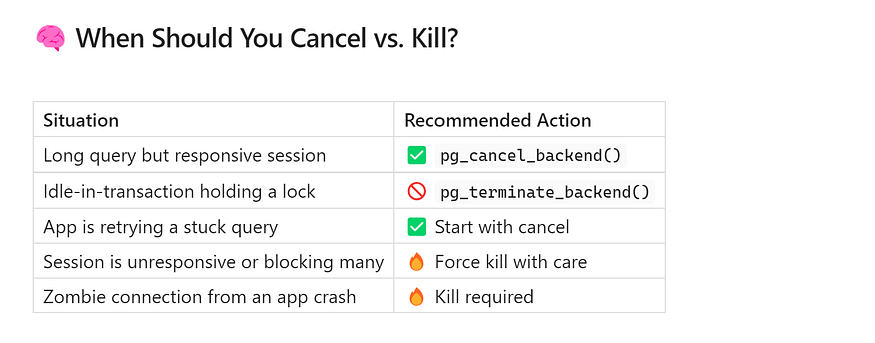 🧠 When Should You Cancel vs. Kill?
Situation Recommended Action
Long query but responsive session ✅ pg_cancel_backend()
Idle-in-transaction holding a lock 🚫 pg_terminate_backend()
App is retrying a stuck query ✅ Start with cancel
Session is unresponsive or blocking many 🔥 Force kill with care
Zombie connection from an app crash 🔥 Kill required